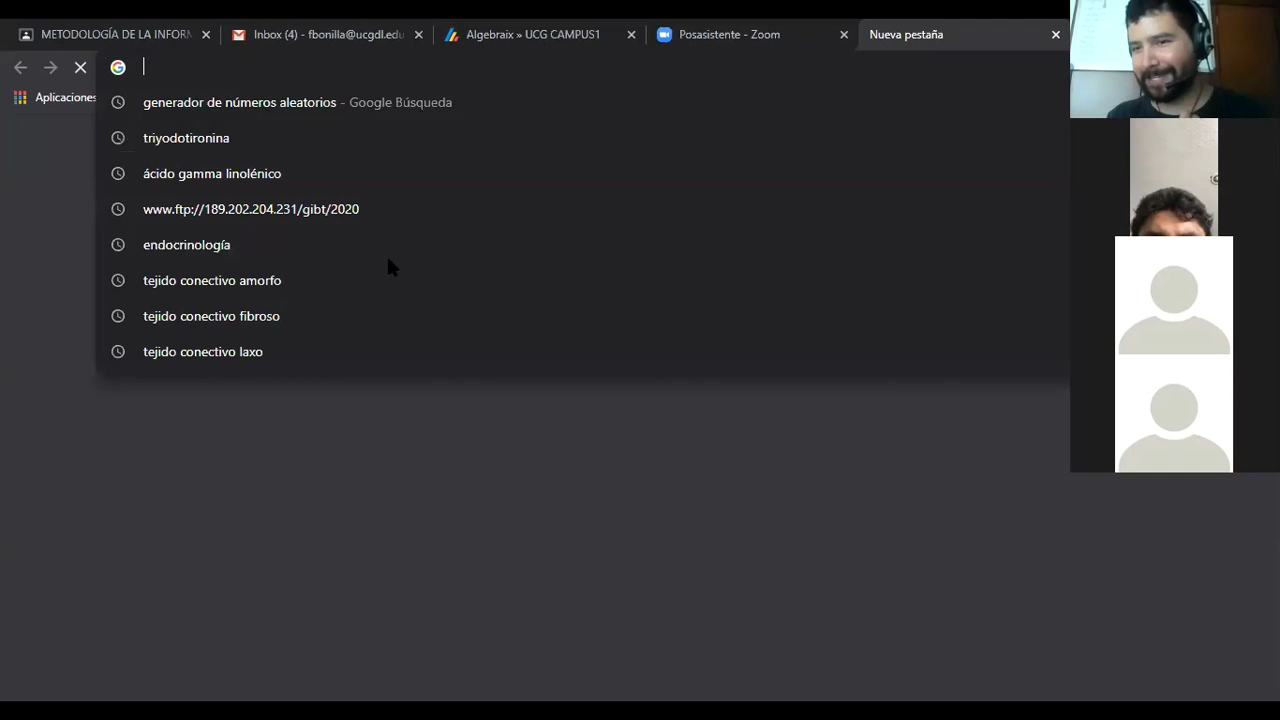 METODOLOGÍA DE LA INFORM
Inbox (4) - fbonilla@ucgdl.edu
Algebraix » UCG CAMPUS1
Posasistente - Zoom
Nueva pestaña
Aplicaciones
generador de números aleatorios - Google Búsqueda
triyodotironina
ácido gamma linolénico
www.ftp://189.202.204.231/gibt/2020
endocrinología
tejido conectivo amorfo
tejido conectivo fibroso
tejido conectivo laxo